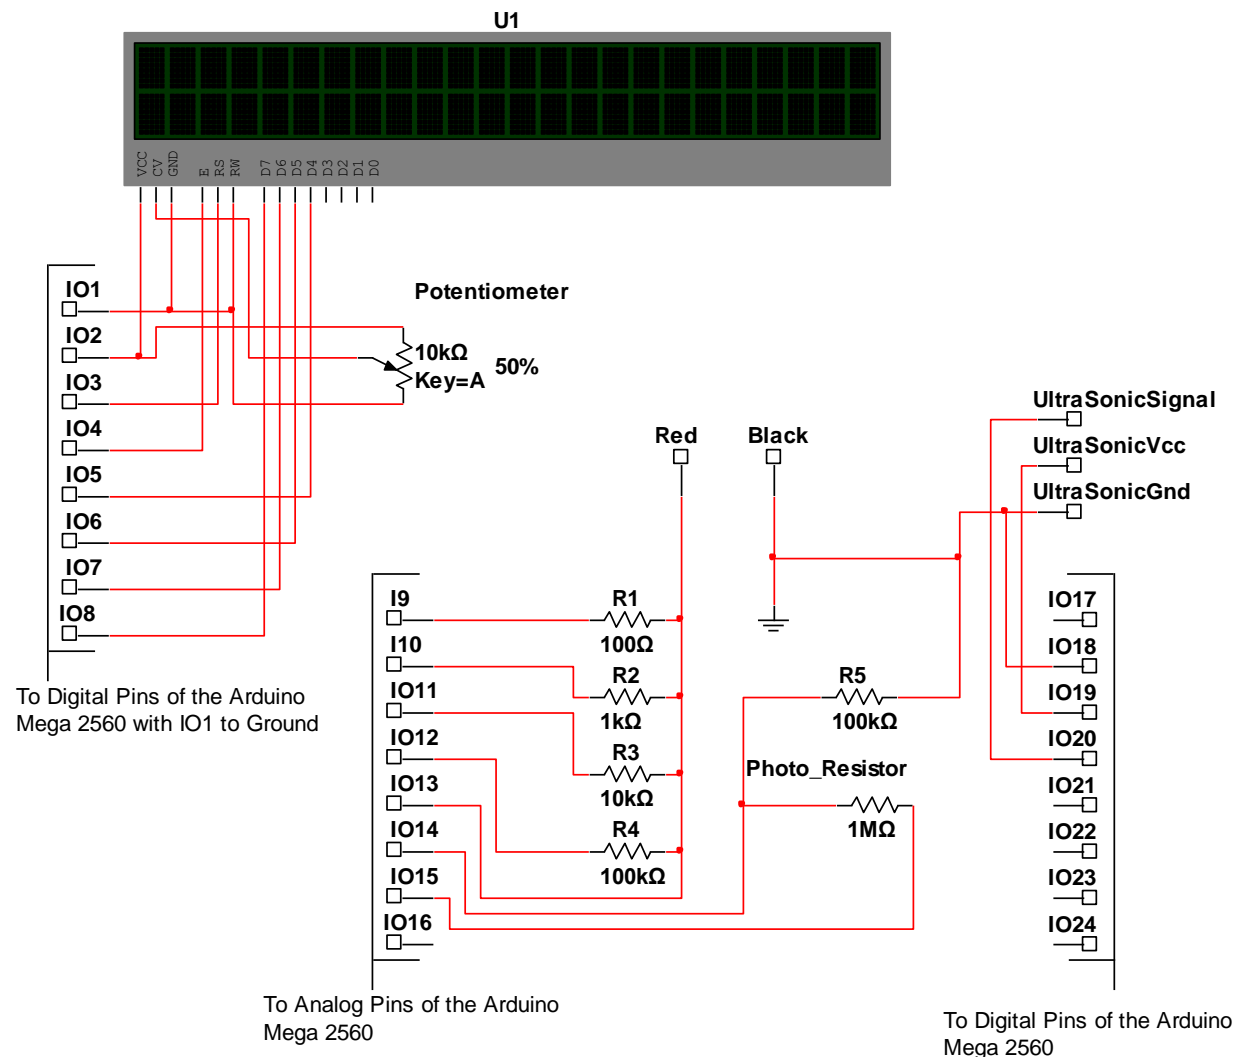 U1
VCC
CV
GND
E
RS
RW
D7
D6
D5
D4
D3
D2
D1
D0
IO1
IO2
IO3
IO4
IO5
IO6
IO7
IO8
To Digital Pins of the Arduino
Mega 2560 with IO1 to Ground
Potentiometer
10kΩ
50%
Key=A
Red
Black
UltraSonicSignal
UltraSonicVcc
UltraSonicGnd
I9
I10
IO11
IO12
IO13
IO14
IO15
IO16
R1
100Ω
R2
1kΩ
R3
10kΩ
R4
100kΩ
R5
100kΩ
Photo_Resistor
1MΩ
IO17
IO18
IO19
IO20
IO21
IO22
IO23
IO24
To Analog Pins of the Arduino
Mega 2560
To Digital Pins of the Arduino
Mega 2560